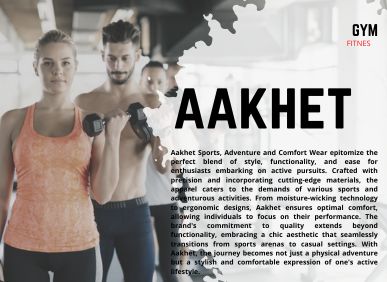 GYM
FITNES
AAKHET
Aakhet Sports, Adventure and Comfort Wear epitomize the
perfect blend of style, functionality, and ease for
enthusiasts embarking on active pursuits. Crafted with
precision and incorporating cutting-edge materials, the
apparel caters to the demands of various sports and
adventurous activities. From moisture-wicking technology
to ergonomic designs, Aakhet ensures optimal comfort,
allowing individuals to focus on their performance. The
brand's commitment to quality extends beyond
functionality, embracing a chic aesthetic that seamlessly
transitions from sports arenas to casual settings. With
Aakhet, the journey becomes not just a physical adventure
but a stylish and comfortable expression of one's active
lifestyle.